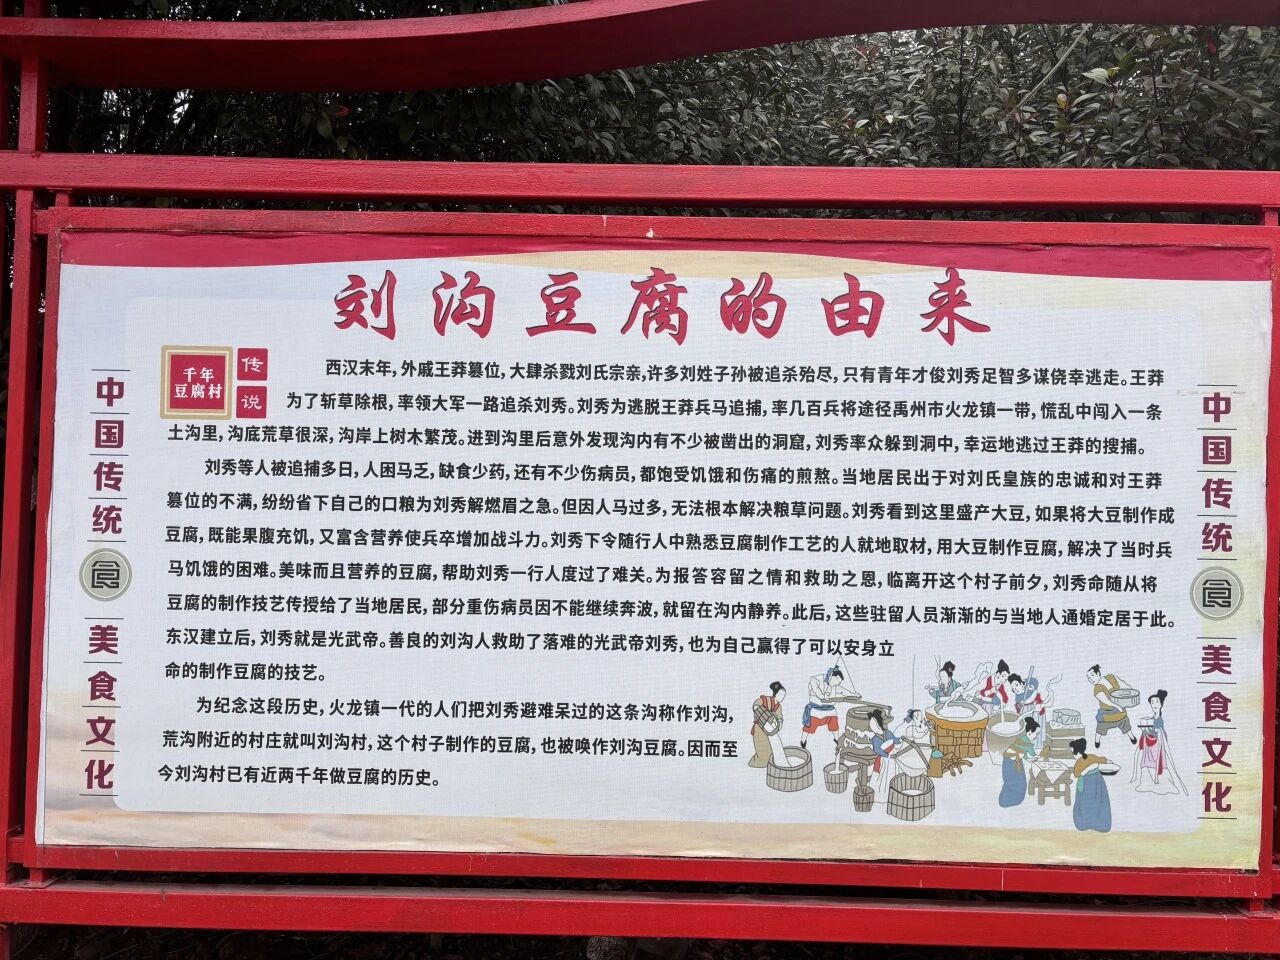 刘沟豆腐的由来
千年
豆腐村
传
说
西汉末年,外戚王莽篡位,大肆杀戮刘氏宗亲,许多刘姓子孙被追杀殆尽,只有青年才俊刘秀足智多谋侥幸逃走。王莽
为了斩草除根,率领大军一路追杀刘秀。刘秀为逃脱王莽兵马追捕,率几百兵将途径禹州市火龙镇一带,慌乱中闯入一条
土沟里,沟底荒草很深,沟岸上树木繁茂。进到沟里后意外发现沟内有不少被凿出的洞窟,刘秀率众躲到洞中,幸运地逃过王莽的搜捕。
刘秀等人被追捕多日,人困马乏,缺食少药,还有不少伤病员,都饱受饥饿和伤痛的煎熬。当地居民出于对刘氏皇族的忠诚和对王莽
篡位的不满,纷纷省下自己的口粮为刘秀解燃眉之急。但因人马过多,无法根本解决粮草问题。刘秀看到这里盛产大豆,如果将大豆制作成
豆腐,既能果腹充饥,又富含营养使兵卒增加战斗力。刘秀下令随行人中熟悉豆腐制作工艺的人就地取材,用大豆制作豆腐,解决了当时兵
马饥饿的困难。美味而且营养的豆腐,帮助刘秀一行人度过了难关。为报答容留之情和救助之恩,临离开这个村子前夕,刘秀命随从将
豆腐的制作技艺传授给了当地居民,部分重伤病员因不能继续奔波,就留在沟内静养。此后,这些驻留人员渐渐的与当地人通婚定居于此。
东汉建立后,刘秀就是光武帝。善良的刘沟人救助了落难的光武帝刘秀,也为自己赢得了可以安身立
命的制作豆腐的技艺。
为纪念这段历史,火龙镇一代的人们把刘秀避难呆过的这条沟称作刘沟,
荒沟附近的村庄就叫刘沟村,这个村子制作的豆腐,也被唤作刘沟豆腐。因而至
今刘沟村已有近两千年做豆腐的历史。
中国传统
食
美食文化
中国传统
食
美食文化